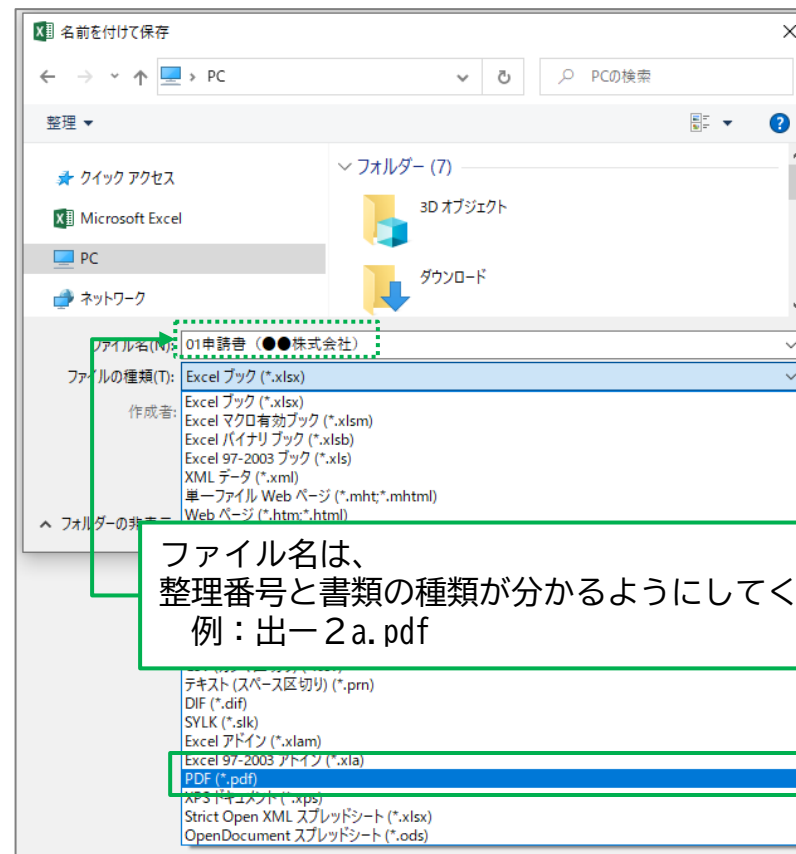 名前を付けて保存
PC
PCの検索
整理
クイック アクセス
Microsoft Excel
PC
ネットワーク
フォルダー (7)
3D オブジェクト
ダウンロード
ファイル名(N):
01申請書（●●株式会社）
ファイルの種類(T): Excel ブック (*.xlsx)
作成者:
Excel ブック (*.xlsx)
Excel マクロ有効ブック (*.xlsm)
Excel バイナリ ブック (*.xlsb)
Excel 97-2003 ブック (*.xls)
XML データ (*.xml)
単一ファイル Web ページ (*.mht;*.mhtml)
Web ページ (*.htm;*.html)
フォルダーの非表示
ファイル名は、
整理番号と書類の種類が分かるようにしてく
例：出ー２a.pdf
テキスト (スペース区切り) (*.prn)
DIF (*.dif)
SYLK (*.slk)
Excel アドイン (*.xlam)
Excel 97-2003 アドイン (*.xla)
PDF (*.pdf)
XPS ドキュメント (*.xps)
Strict Open XML スプレッドシート (*.xlsx)
OpenDocument スプレッドシート (*.ods)